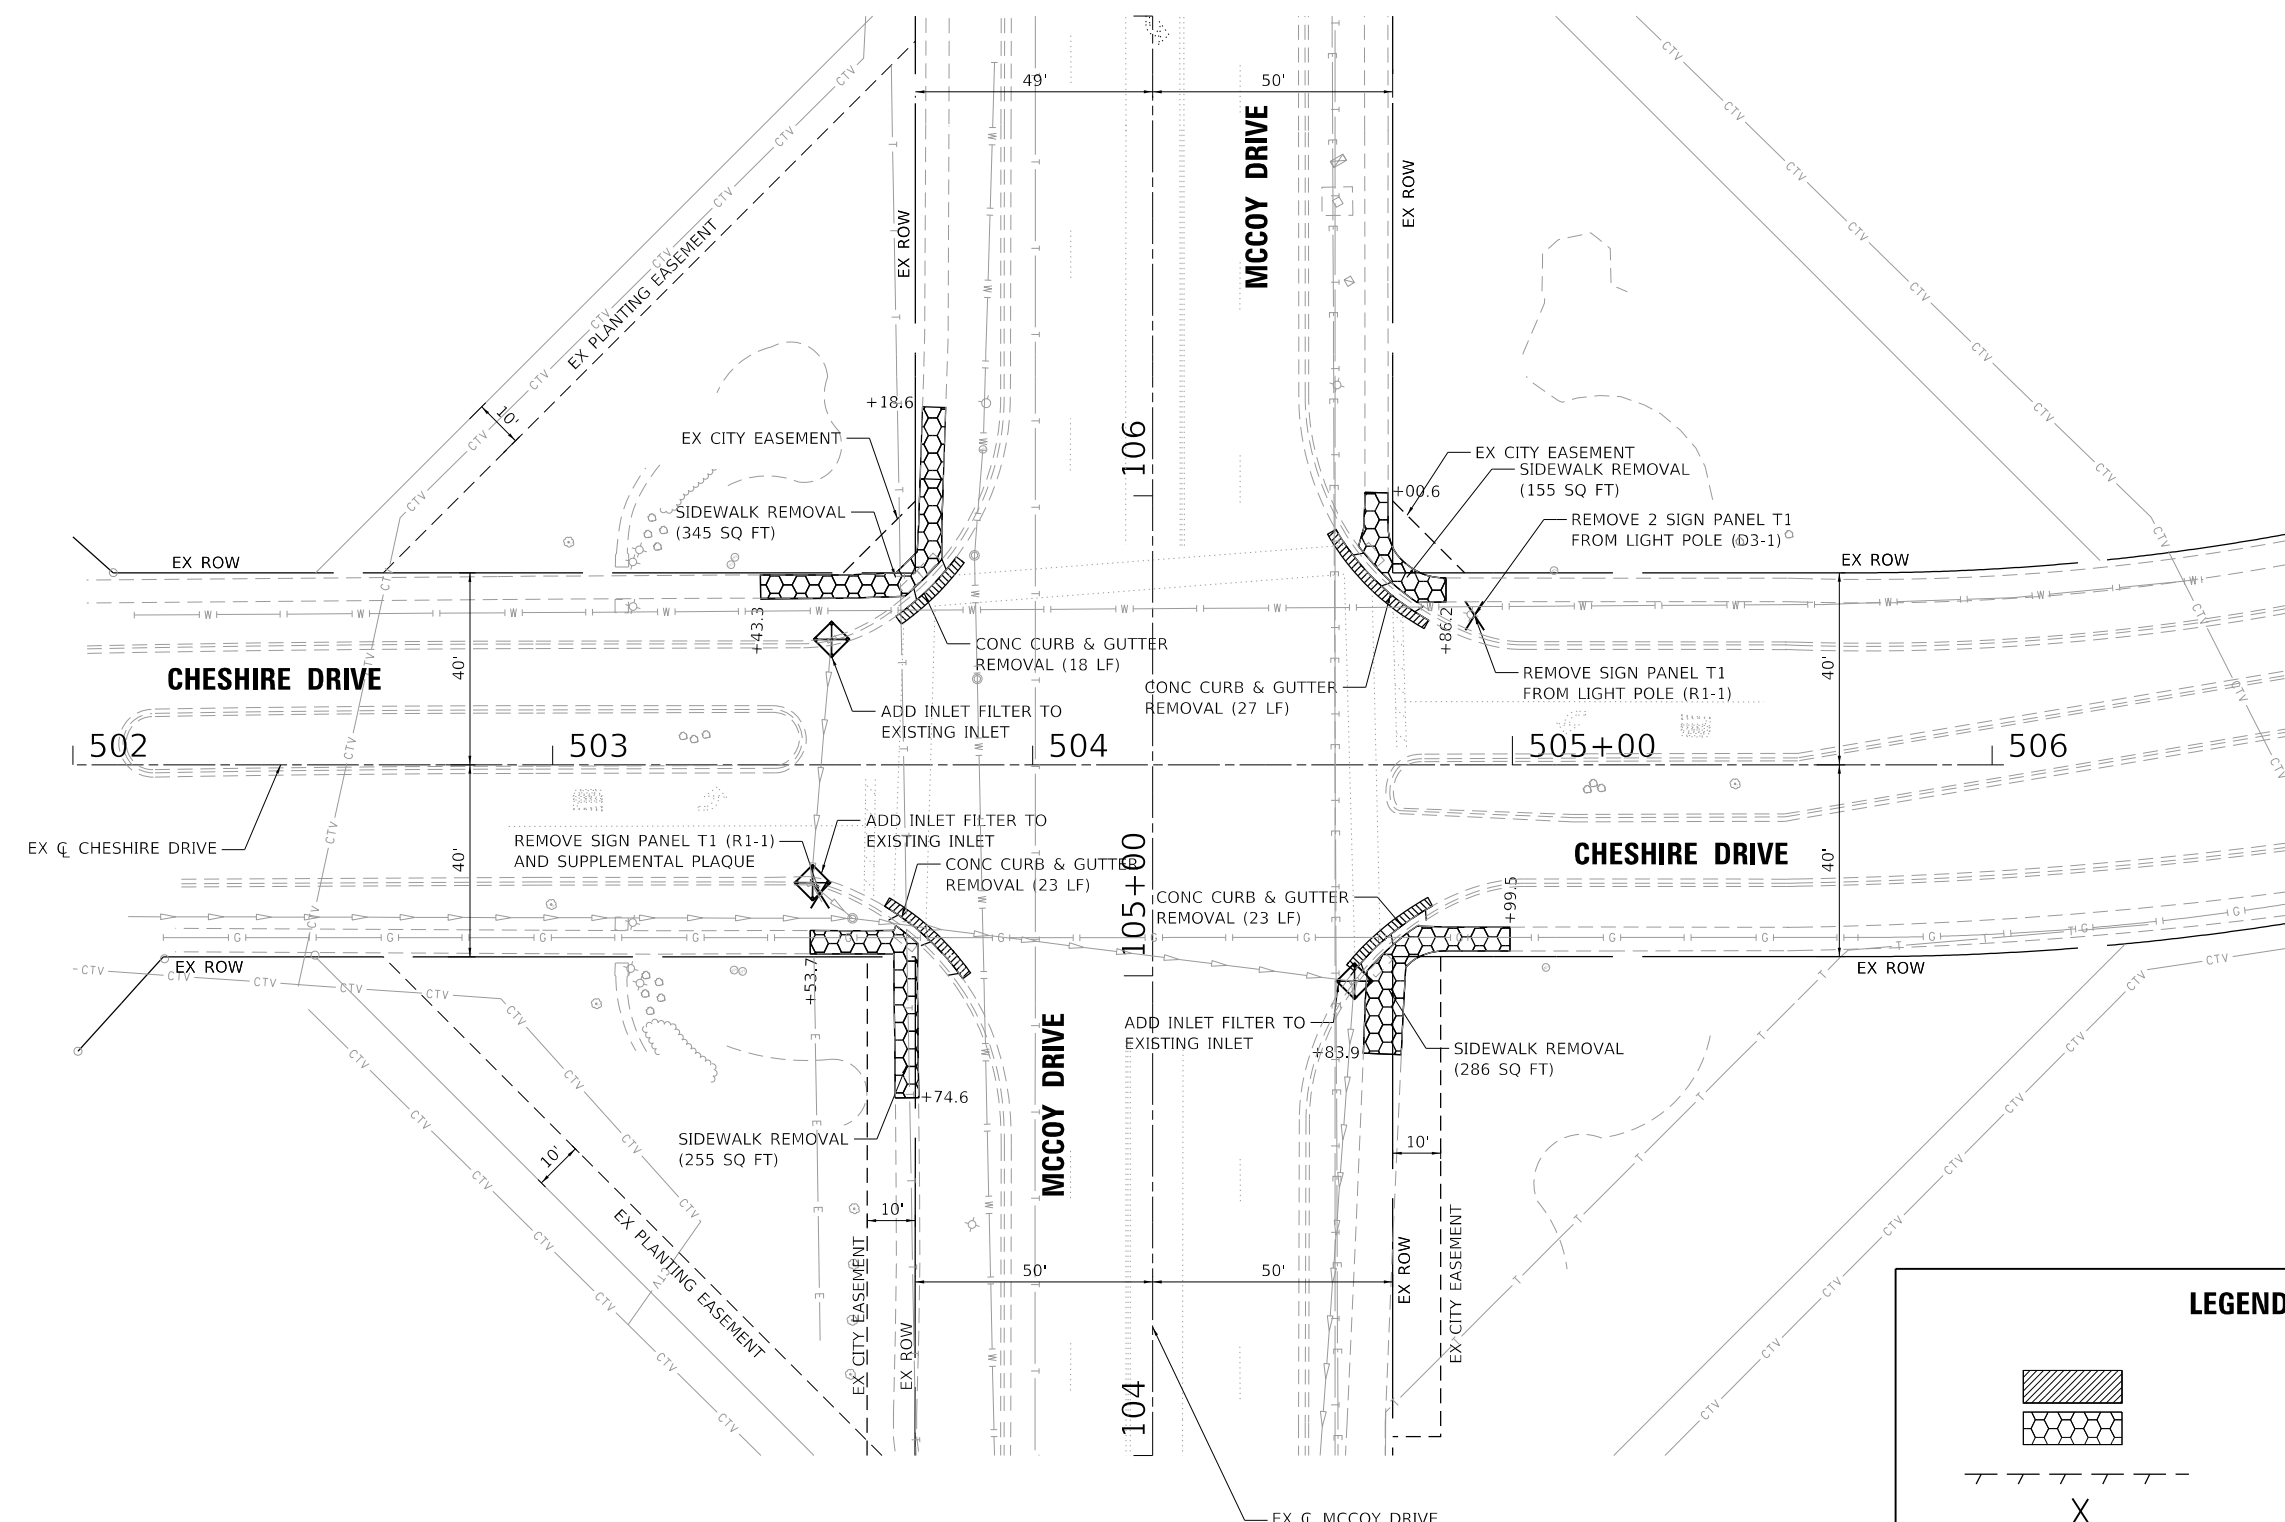 49'
50'
MCCOY DRIVE
EX ROW
EX ROW
EX PLANTING EASEMENT
10'
+18.6
EX CITY EASEMENT
106
EX CITY EASEMENT
SIDEWALK REMOVAL
(155 SQ FT)
+00.6
SIDEWALK REMOVAL
(345 SQ FT)
REMOVE 2 SIGN PANEL T1
FROM LIGHT POLE (D3-1)
EX ROW
EX ROW
+43.3
+86.2
CONC CURB & GUTTER
REMOVAL (18 LF)
CHESHIRE DRIVE
40'
40'
CONC CURB & GUTTER
REMOVAL (27 LF)
REMOVE SIGN PANEL T1
FROM LIGHT POLE (R1-1)
ADD INLET FILTER TO
EXISTING INLET
502
503
504
505+00
506
ADD INLET FILTER TO
EXISTING INLET
REMOVE SIGN PANEL T1 (R1-1)
AND SUPPLEMENTAL PLAQUE
EX CL CHESHIRE DRIVE
40'
40'
CHESHIRE DRIVE
CONC CURB & GUTTER
REMOVAL (23 LF)
105+00
CONC CURB & GUTTER
REMOVAL (23 LF)
+99.5
EX ROW
EX ROW
+53.7
MCCOY DRIVE
ADD INLET FILTER TO
EXISTING INLET
+83.9
SIDEWALK REMOVAL
(286 SQ FT)
+74.6
SIDEWALK REMOVAL
(255 SQ FT)
10'
10'
10'
EX PLANTING EASEMENT
EX CITY EASEMENT
EX ROW
50'
50'
EX ROW
EX CITY EASEMENT
104
LEGEND
X
EX CL MCCOY DRIVE